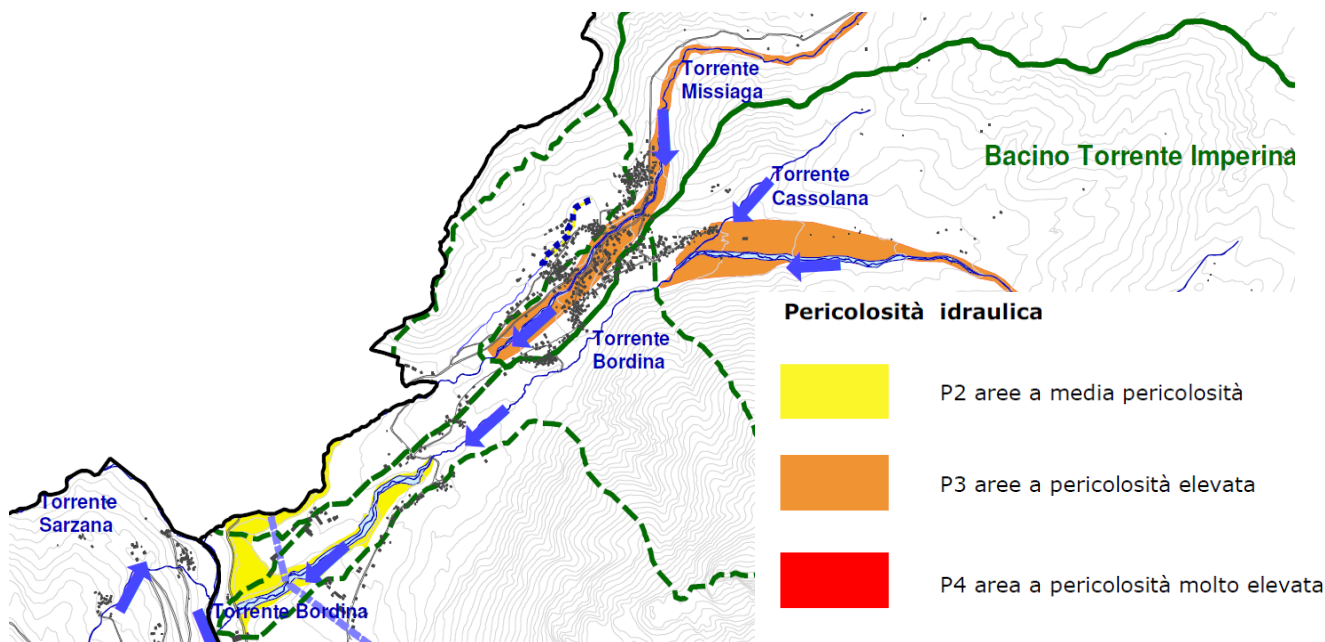 Torrente
Missiaga
Bacino Torrente Imperina
Torrente
Cassolana
Torrente
Bordina
Torrente
Sarzana
Torrente Bordina
Pericolosità idraulica
P2 aree a media pericolosità
P3 aree a pericolosità elevata
P4 area a pericolosità molto elevata